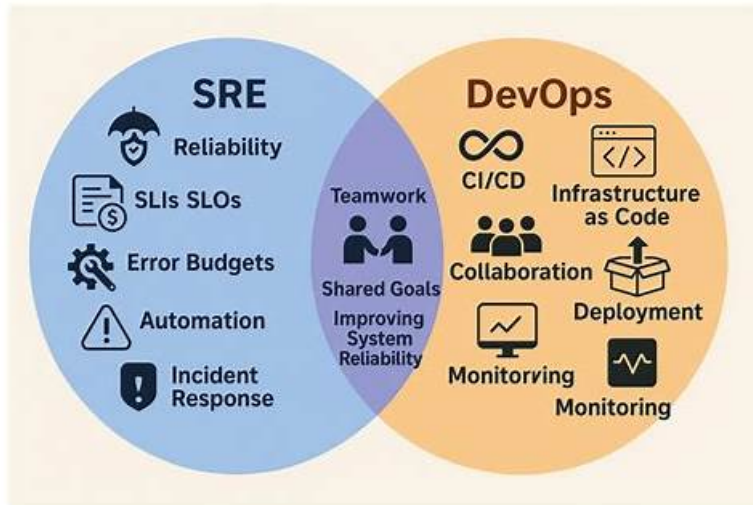 SRE
Reliability
SLIs SLOs
Error Budgets
Automation
Incident
Response
Teamwork
Shared Goals
Improving
System
Reliability
DevOps
CI/CD
Infrastructure
as Code
Collaboration
Deployment
Monitorving
Monitoring